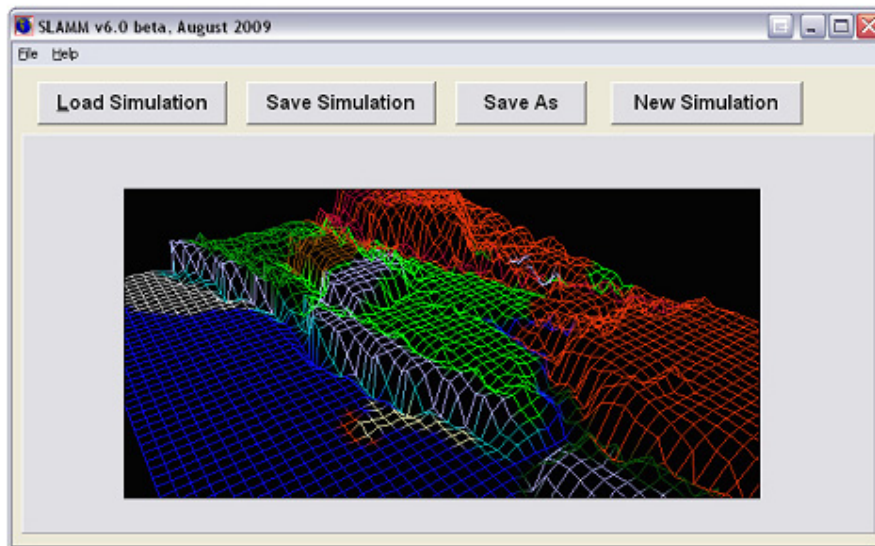 SLAMM v6.0 beta, August 2009
File Help
Load Simulation Save Simulation Save As New Simulation